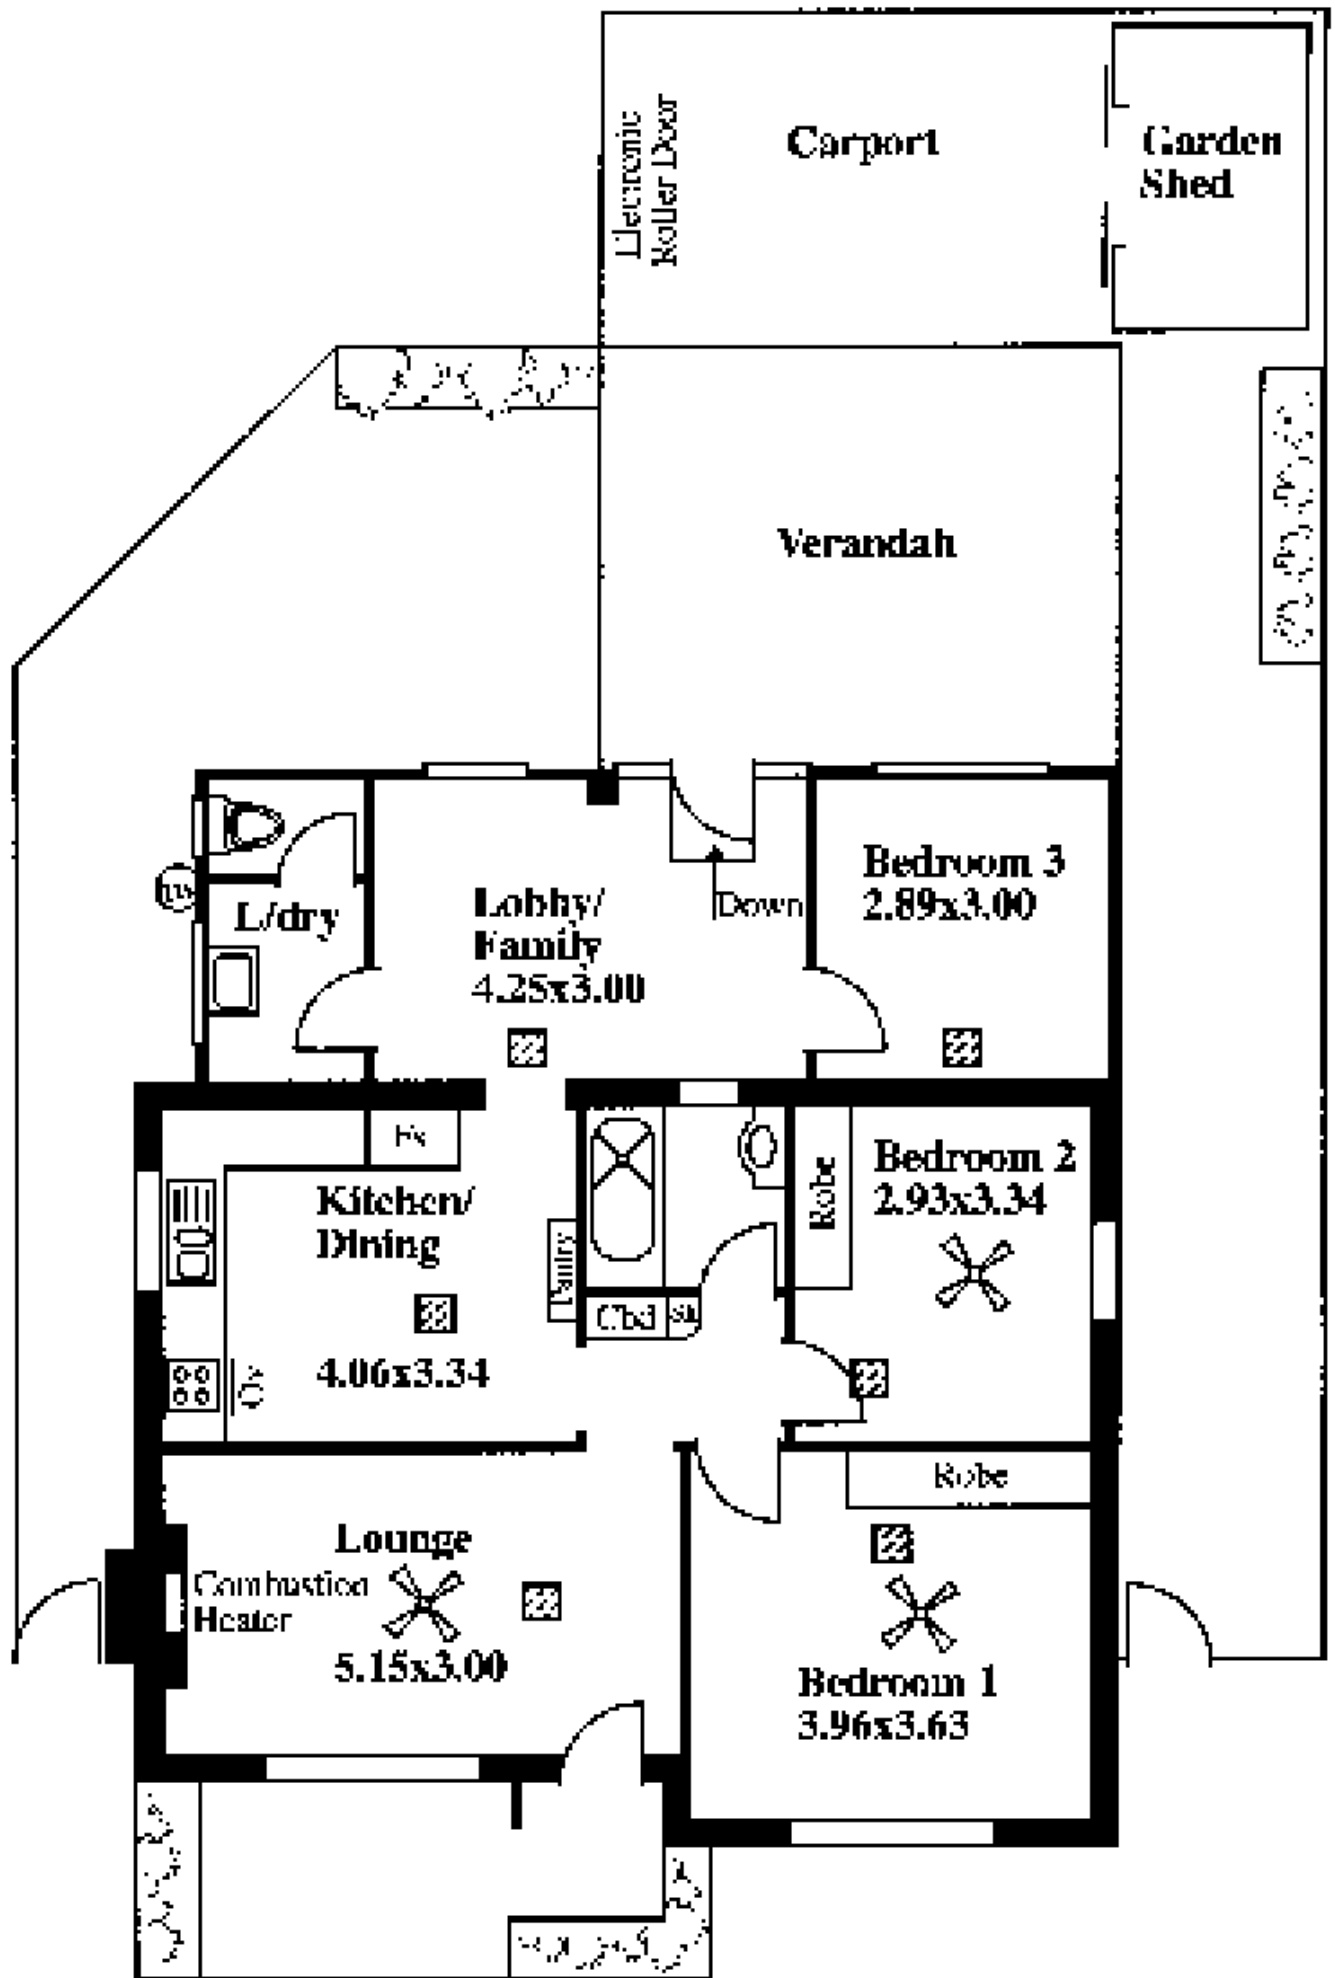 Electronic
Roller Door
Carport
Garden
Shed
Verandah
Bedroom 3
2.89x3.00
Lobby/
Family
4.25x3.00
Down
L/dry
Kitchen/
Dining
4.06x3.34
Pantry
Cbd
Robe
Bedroom 2
2.93x3.34
Robe
Lounge
Combustion
Heater
5.15x3.00
Bedroom 1
3.96x3.63